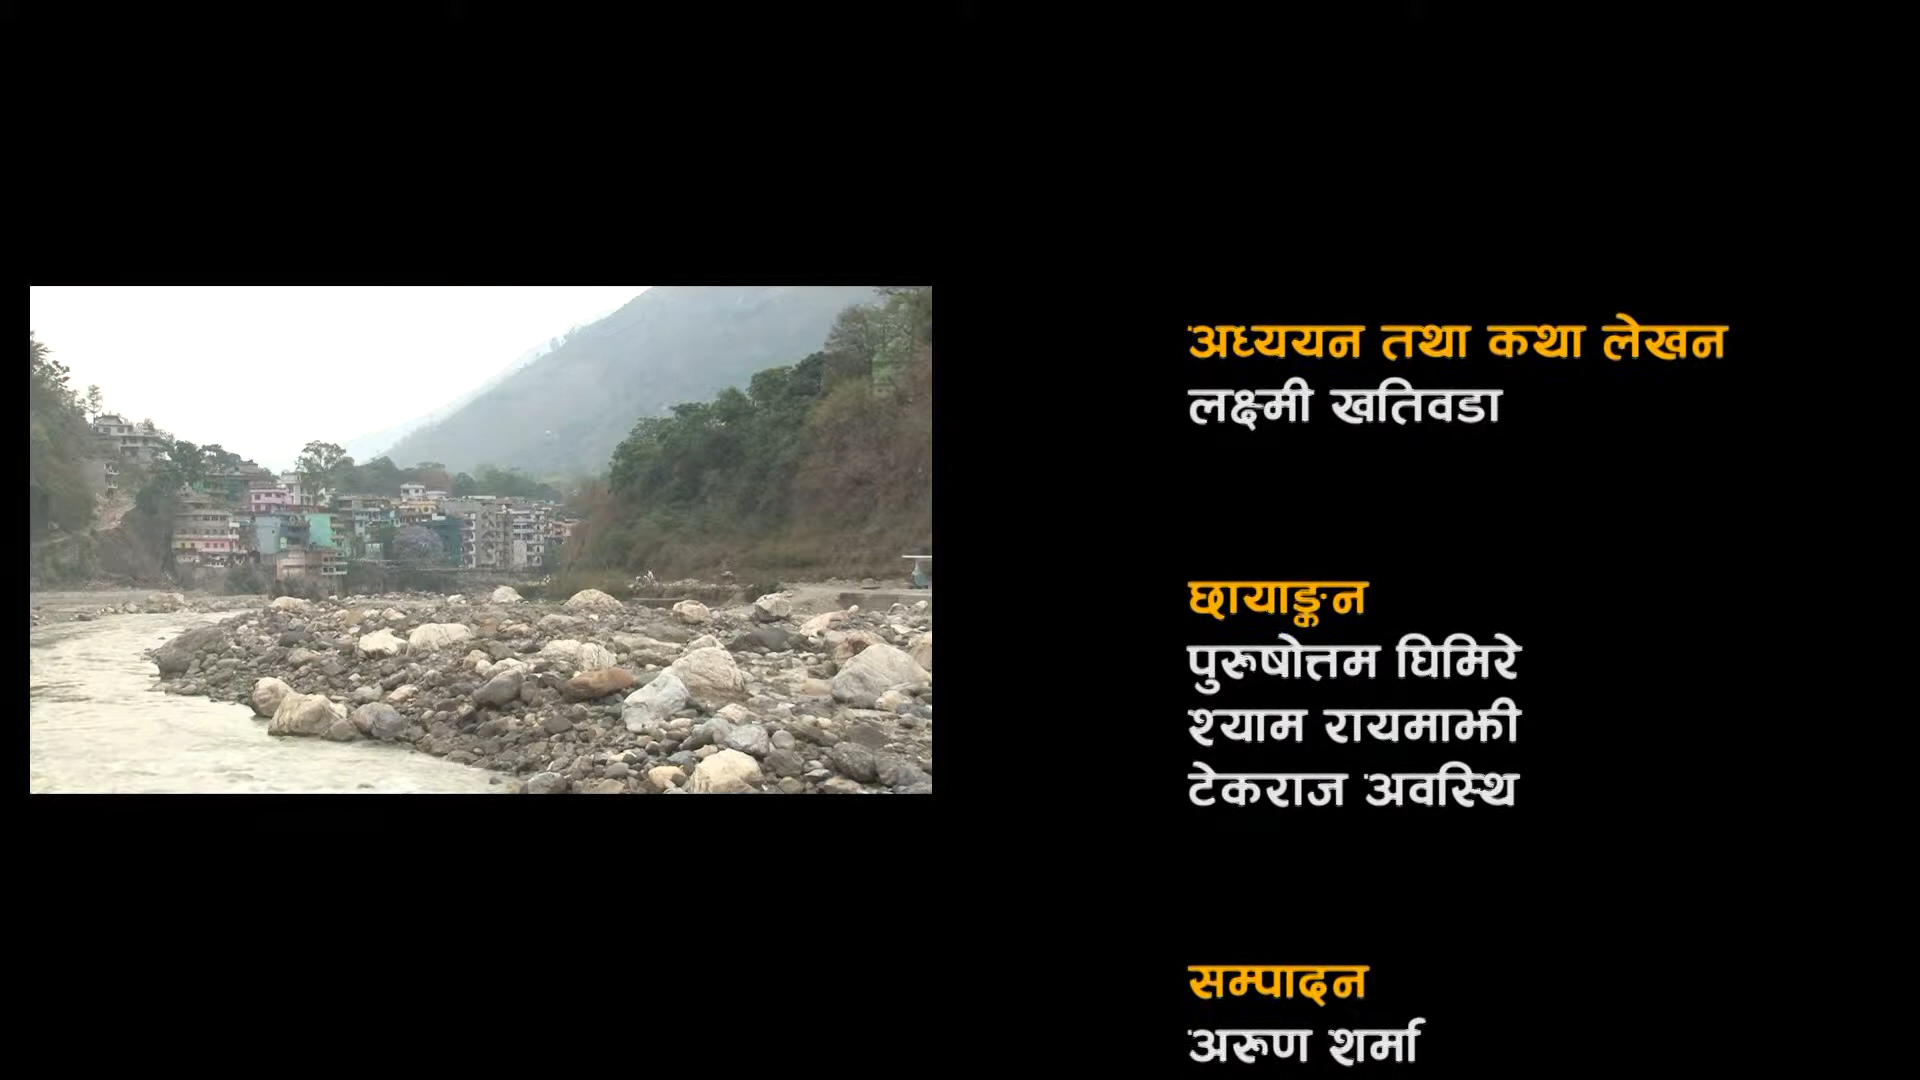 अध्ययन तथा कथा लेखन
लक्ष्मी खतिवडा
छायाङ्कन
पुरूषोत्तम घिमिरे
श्याम रायमाझी
टेकराज अवस्थि
सम्पादन
अरूण शर्मा